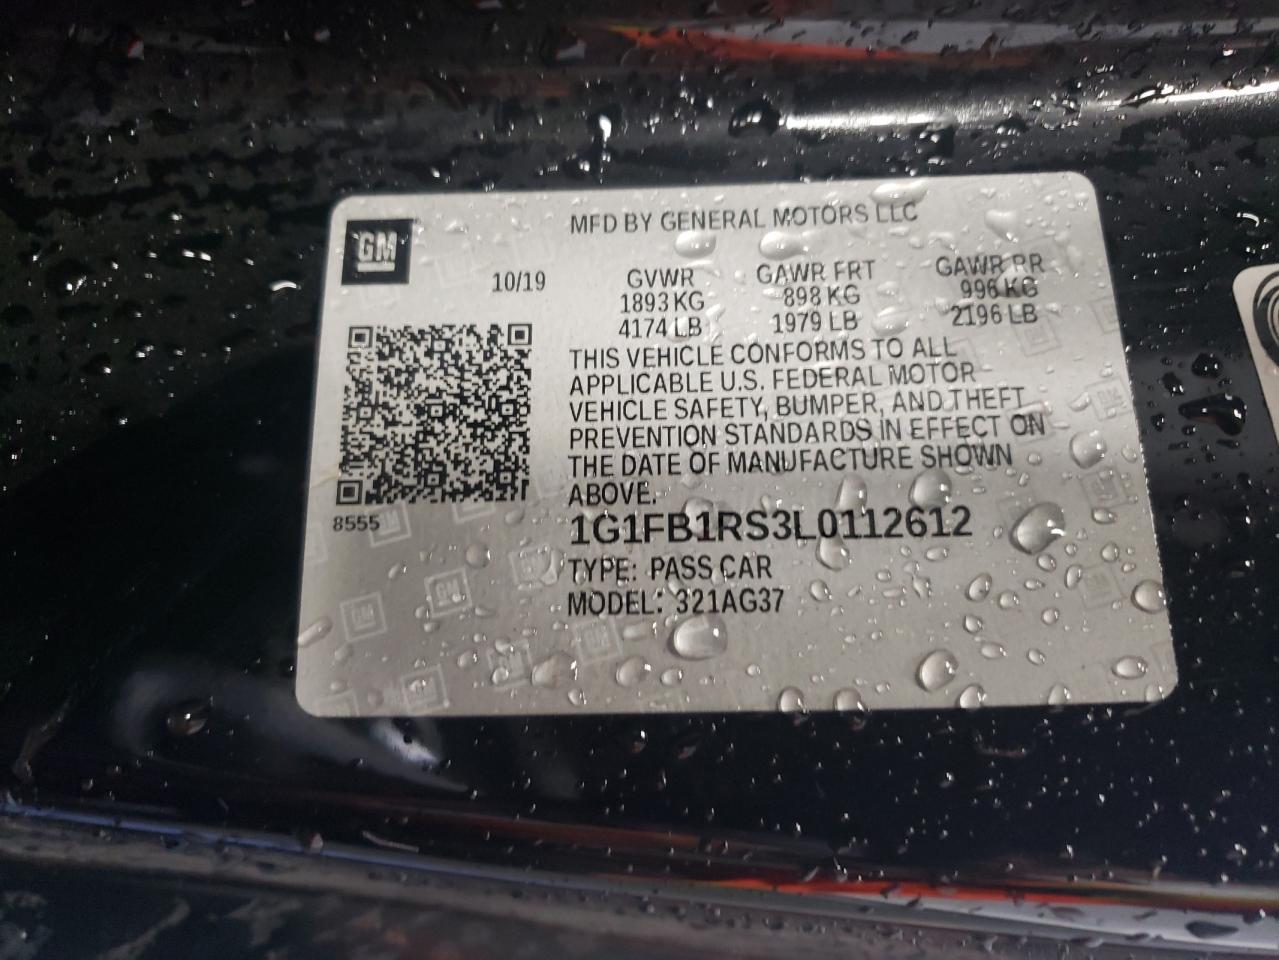 GM
MFD BY GENERAL MOTORS LLC
10/19 GVWR GAWR FRT GAWR RR
1893 KG 898 KG 996 KG
4174 LB 1979 LB 2196 LB
THIS VEHICLE CONFORMS TO ALL
APPLICABLE U.S. FEDERAL MOTOR
VEHICLE SAFETY, BUMPER, AND THEFT
PREVENTION STANDARDS IN EFFECT ON
THE DATE OF MANUFACTURE SHOWN
ABOVE.
8555
1G1FB1RS3L0112612
TYPE: PASS CAR
MODEL: 321AG37